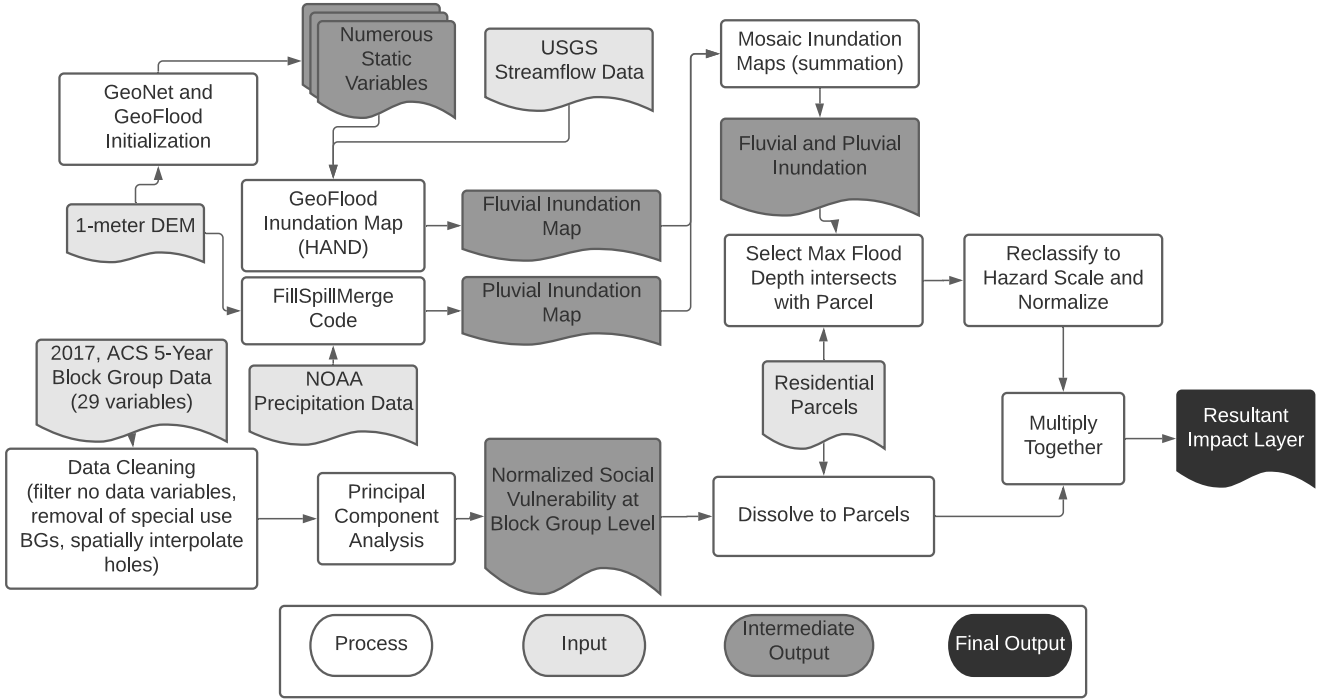 Numerous
Static
Variables
USGS
Streamflow Data
Mosaic Inundation
Maps (summation)
GeoNet and
GeoFlood
Initialization
Fluvial and Pluvial
Inundation
1-meter DEM
GeoFlood
Inundation Map
(HAND)
Fluvial Inundation
Map
Select Max Flood
Depth intersects
with Parcel
Reclassify to
Hazard Scale and
Normalize
FillSpillMerge
Code
Pluvial Inundation
Map
2017, ACS 5-Year
Block Group Data
(29 variables)
NOAA
Precipitation Data
Residential
Parcels
Multiply
Together
Resultant
Impact Layer
Data Cleaning
(filter no data variables,
removal of special use
BGs, spatially interpolate
holes)
Principal
Component
Analysis
Normalized Social
Vulnerability at
Block Group Level
Dissolve to Parcels
Process
Input
Intermediate
Output
Final Output